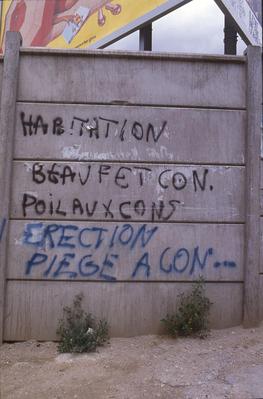 HABITATION
BEAUF ET CON.
POIL AUX CONS
ERECTION
PIEGE A CON...